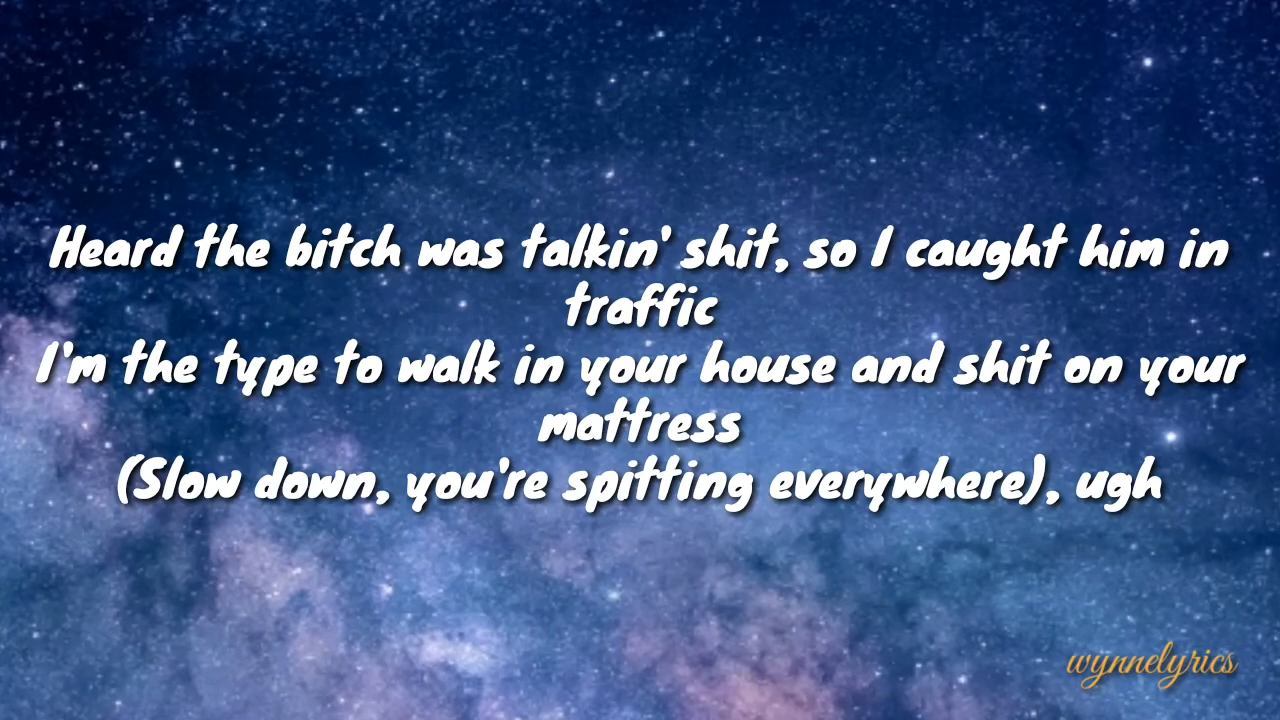 Heard the bitch was talkin' shit, so I caught him in
traffic
I'm the type to walk in your house and shit on your
mattress
(Slow down, you're spitting everywhere), ugh
wynnelyrics